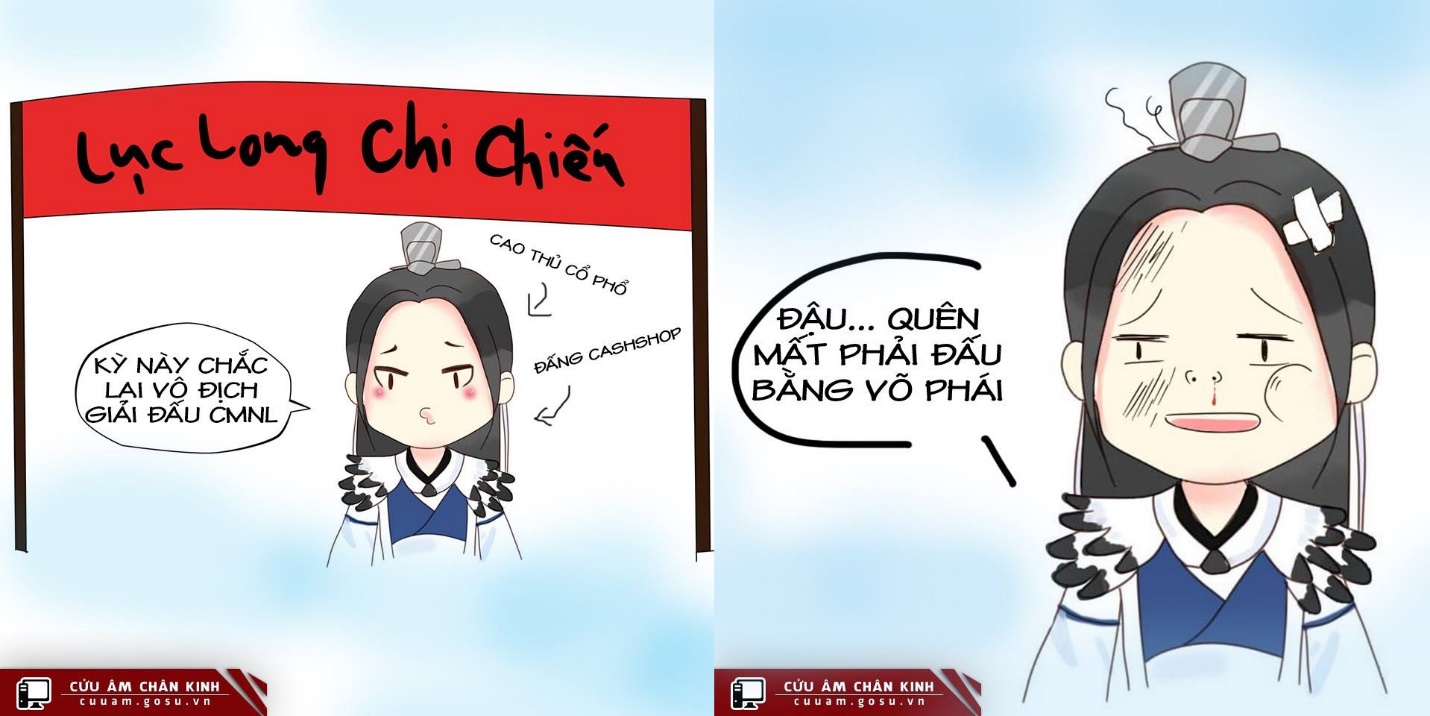 Lục Long Chi Chiến
CAO THỦ CỔ PHỔ
ĐẤNG CASHSHOP
KỲ NÀY CHẮC
LẠI VÔ ĐỊCH
GIẢI ĐẤU CMNL
CỬU ÂM CHÂN KINH
cuuam.gosu.vn
ĐẬU... QUÊN
MẤT PHẢI ĐẤU
BẰNG VÕ PHÁI
CỬU ÂM CHÂN KINH
cuuam.gosu.vn